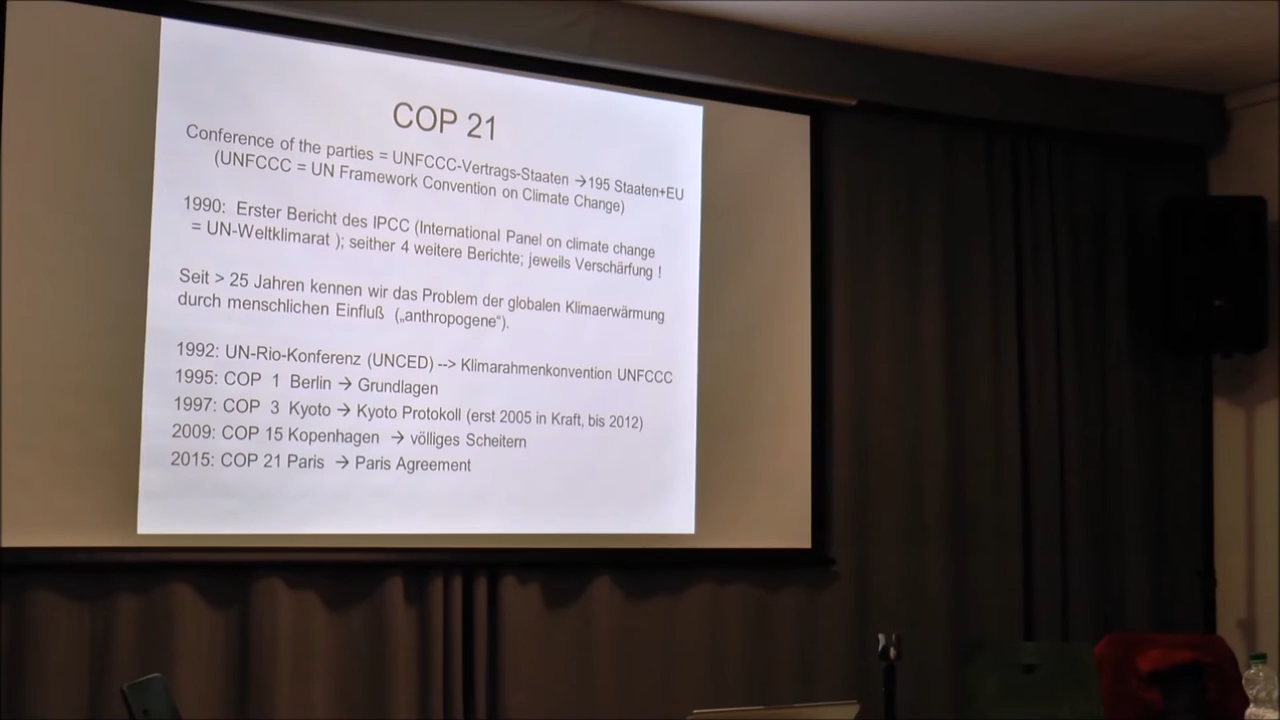 COP 21
Conference of the parties = UNFCCC-Vertrags-Staaten →195 Staaten+EU
(UNFCCC = UN Framework Convention on Climate Change)
1990: Erster Bericht des IPCC (International Panel on climate change
= UN-Weltklimarat ); seither 4 weitere Berichte; jeweils Verschärfung !
Seit > 25 Jahren kennen wir das Problem der globalen Klimaerwärmung
durch menschlichen Einfluß („anthropogene“).
1992: UN-Rio-Konferenz (UNCED) --> Klimarahmenkonvention UNFCCC
1995: COP 1 Berlin → Grundlagen
1997: COP 3 Kyoto → Kyoto Protokoll (erst 2005 in Kraft, bis 2012)
2009: COP 15 Kopenhagen → völliges Scheitern
2015: COP 21 Paris → Paris Agreement